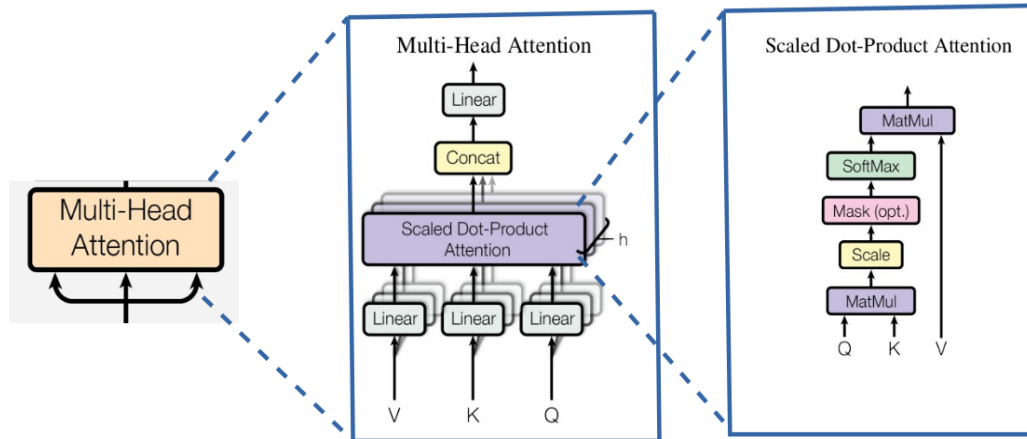 Multi-Head
Attention
Multi-Head Attention
Linear
Concat
Scaled Dot-Product
Attention
h
Linear
Linear
Linear
V
K
Q
Scaled Dot-Product Attention
MatMul
SoftMax
Mask (opt.)
Scale
MatMul
Q
K
V